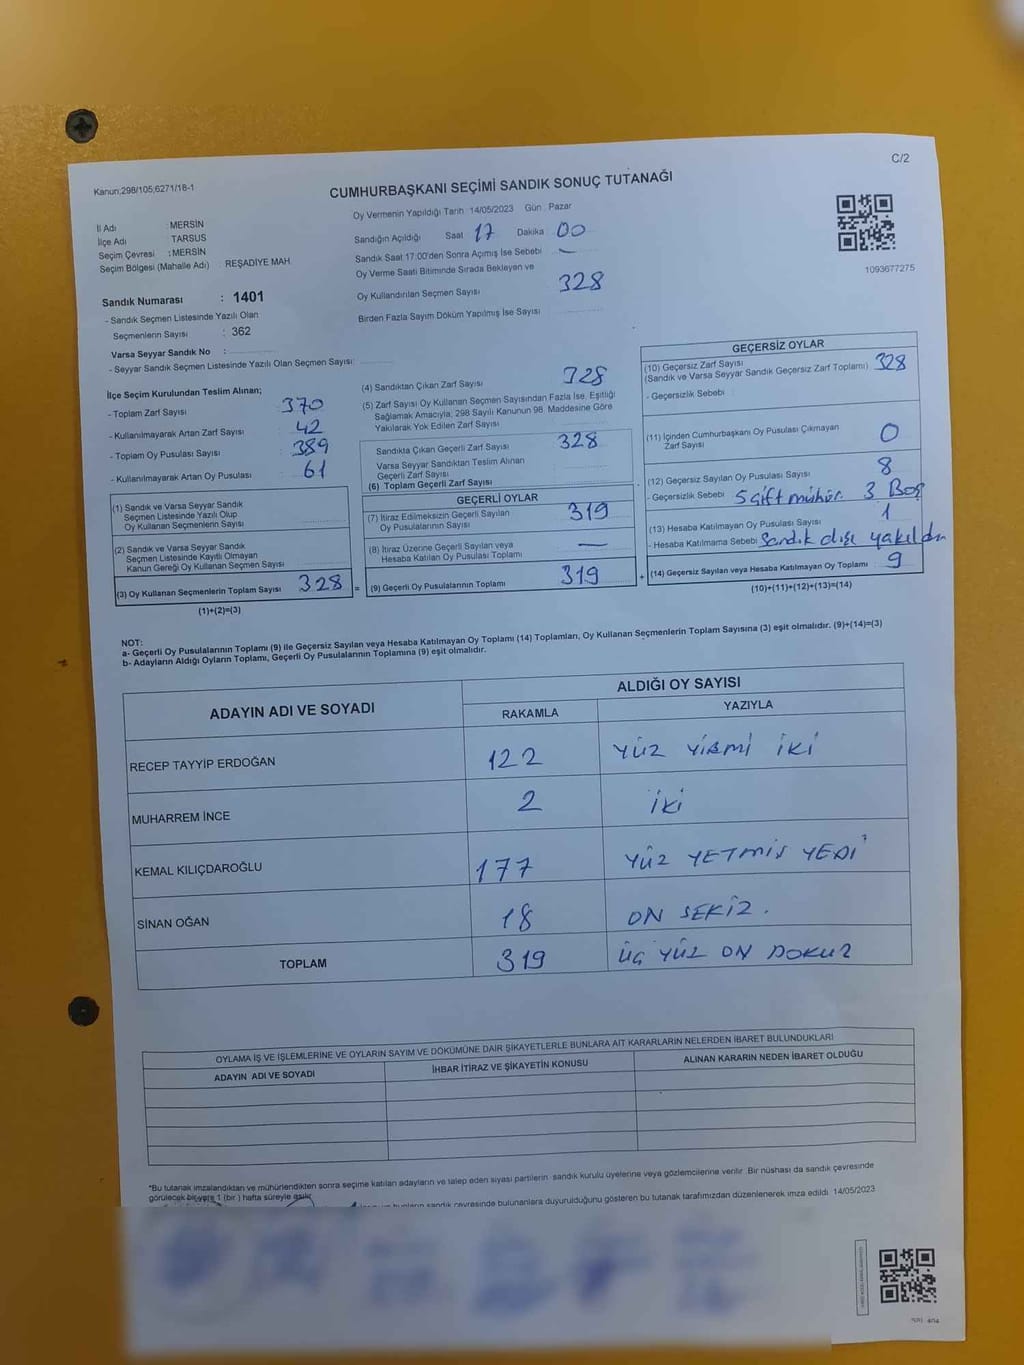 C/2
Kanun;298/105;6271/18-1
CUMHURBAŞKANI SEÇİMİ SANDIK SONUÇ TUTANAĞI
İl Adı : MERSİN
İlçe Adı TARSUS
Seçim Çevresi : MERSİN
Seçim Bölgesi (Mahalle Adı) : REŞADİYE MAH.
Sandık Numarası : 1401
- Sandık Seçmen Listesinde Yazılı Olan
Seçmenlerin Sayısı : 362
Varsa Seyyar Sandık No :
- Seyyar Sandık Seçmen Listesinde Yazılı Olan Seçmen Sayısı:
Oy Vermenin Yapıldığı Tarih :14/05/2023 Gün : Pazar
Sandığın Açıldığı Saat 17 Dakika 00
Sandık Saat 17:00'den Sonra Açımış İse Sebebi —
Oy Verme Saati Bitiminde Sırada Bekleyen ve
Oy Kullandırılan Seçmen Sayısı 328
Birden Fazla Sayım Döküm Yapılmış İse Sayısı
1093677275
İlçe Seçim Kurulundan Teslim Alınan;
- Toplam Zarf Sayısı 370
- Kullanılmayarak Artan Zarf Sayısı 42
- Toplam Oy Pusulası Sayısı 389
- Kullanılmayarak Artan Oy Pusulası 61
(1) Sandık ve Varsa Seyyar Sandık
Seçmen Listesinde Yazılı Olup
Oy Kullanan Seçmenlerin Sayısı
(2) Sandık ve Varsa Seyyar Sandık
Seçmen Listesinde Kayıtlı Olmayan
Kanun Gereği Oy Kullanan Seçmen Sayısı
(3) Oy Kullanan Seçmenlerin Toplam Sayısı 328
(1)+(2)=(3)
(4) Sandıktan Çıkan Zarf Sayısı 328
(5) Zarf Sayısı Oy Kullanan Seçmen Sayısından Fazla İse, Eşitliği
Sağlamak Amacıyla, 298 Sayılı Kanunun 98. Maddesine Göre
Yakılarak Yok Edilen Zarf Sayısı
Sandıkta Çıkan Geçerli Zarf Sayısı 328
Varsa Seyyar Sandıktan Teslim Alınan
Geçerli Zarf Sayısı
(6) Toplam Geçerli Zarf Sayısı
GEÇERLİ OYLAR
(7) İtiraz Edilmeksizin Geçerli Sayılan
Oy Pusulalarının Sayısı 319
(8) İtiraz Üzerine Geçerli Sayılan veya
Hesaba Katılan Oy Pusulası Toplamı —
= (9) Geçerli Oy Pusulalarının Toplamı 319
GEÇERSİZ OYLAR
(10) Geçersiz Zarf Sayısı
(Sandık ve Varsa Seyyar Sandık Geçersiz Zarf Toplamı) 328
- Geçersizlik Sebebi
(11) İçinden Cumhurbaşkanı Oy Pusulası Çıkmayan
Zarf Sayısı 0
(12) Geçersiz Sayılan Oy Pusulası Sayısı 8
- Geçersizlik Sebebi 5 çift mühür. 3 Boş
(13) Hesaba Katılmayan Oy Pusulası Sayısı 1
- Hesaba Katılmama Sebebi Sandık dışı yakıldı
+ (14) Geçersiz Sayılan veya Hesaba Katılmayan Oy Toplamı 9
(10)+(11)+(12)+(13)=(14)
NOT:
a- Geçerli Oy Pusulalarının Toplamı (9) ile Geçersiz Sayılan veya Hesaba Katılmayan Oy Toplamı (14) Toplamları, Oy Kullanan Seçmenlerin Toplam Sayısına (3) eşit olmalıdır. (9)+(14)=(3)
b- Adayların Aldığı Oyların Toplamı, Geçerli Oy Pusulalarının Toplamına (9) eşit olmalıdır.
ADAYIN ADI VE SOYADI ALDIĞI OY SAYISI
RAKAMLA YAZIYLA
RECEP TAYYİP ERDOĞAN 122 YÜZ YİRMİ İKİ
MUHARREM İNCE 2 İKİ
KEMAL KILIÇDAROĞLU 177 YÜZ YETMİS YEDİ
SİNAN OĞAN 18 ON SEKİZ.
TOPLAM 319 ÜÇ YÜZ ON DOKUZ
OYLAMA İŞ VE İŞLEMLERİNE VE OYLARIN SAYIM VE DÖKÜMÜNE DAİR ŞİKAYETLERLE BUNLARA AİT KARARLARIN NELERDEN İBARET BULUNDUKLARI
ADAYIN ADI VE SOYADI İHBAR İTİRAZ VE ŞİKAYETİN KONUSU ALINAN KARARIN NEDEN İBARET OLDUĞU
*Bu tutanak imzalandıktan ve mühürlendikten sonra seçime katılan adayların ve talep eden siyasi partilerin sandık kurulu üyelerine veya gözlemcilerine verilir. Bir nüshası da sandık çevresinde
görülecek bir yere 1 (bir ) hafta süreyle asılır.
sandık çevresinde bulunanlara duyurulduğunu gösteren bu tutanak tarafımızdan düzenlenerek imza edildi. 14/05/2023